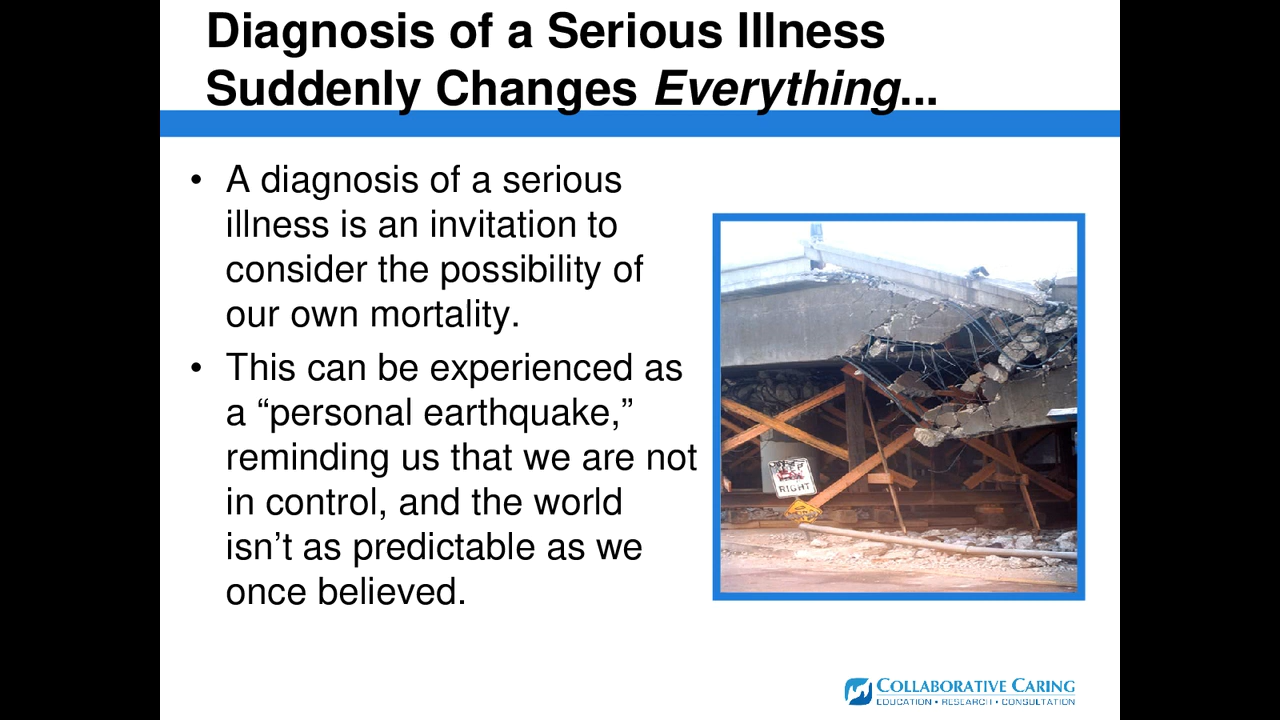 Diagnosis of a Serious Illness
Suddenly Changes Everything...
• A diagnosis of a serious
illness is an invitation to
consider the possibility of
our own mortality.
• This can be experienced as
a “personal earthquake,”
reminding us that we are not
in control, and the world
isn’t as predictable as we
once believed.
RIGHT
COLLABORATIVE CARING
EDUCATION • RESEARCH • CONSULTATION